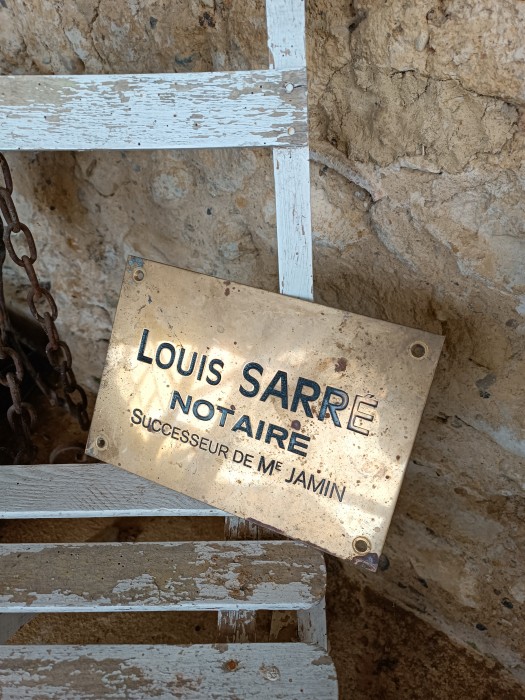 LOUIS SARRE
NOTAIRE
SUCCESSEUR DE Mᴱ JAMIN